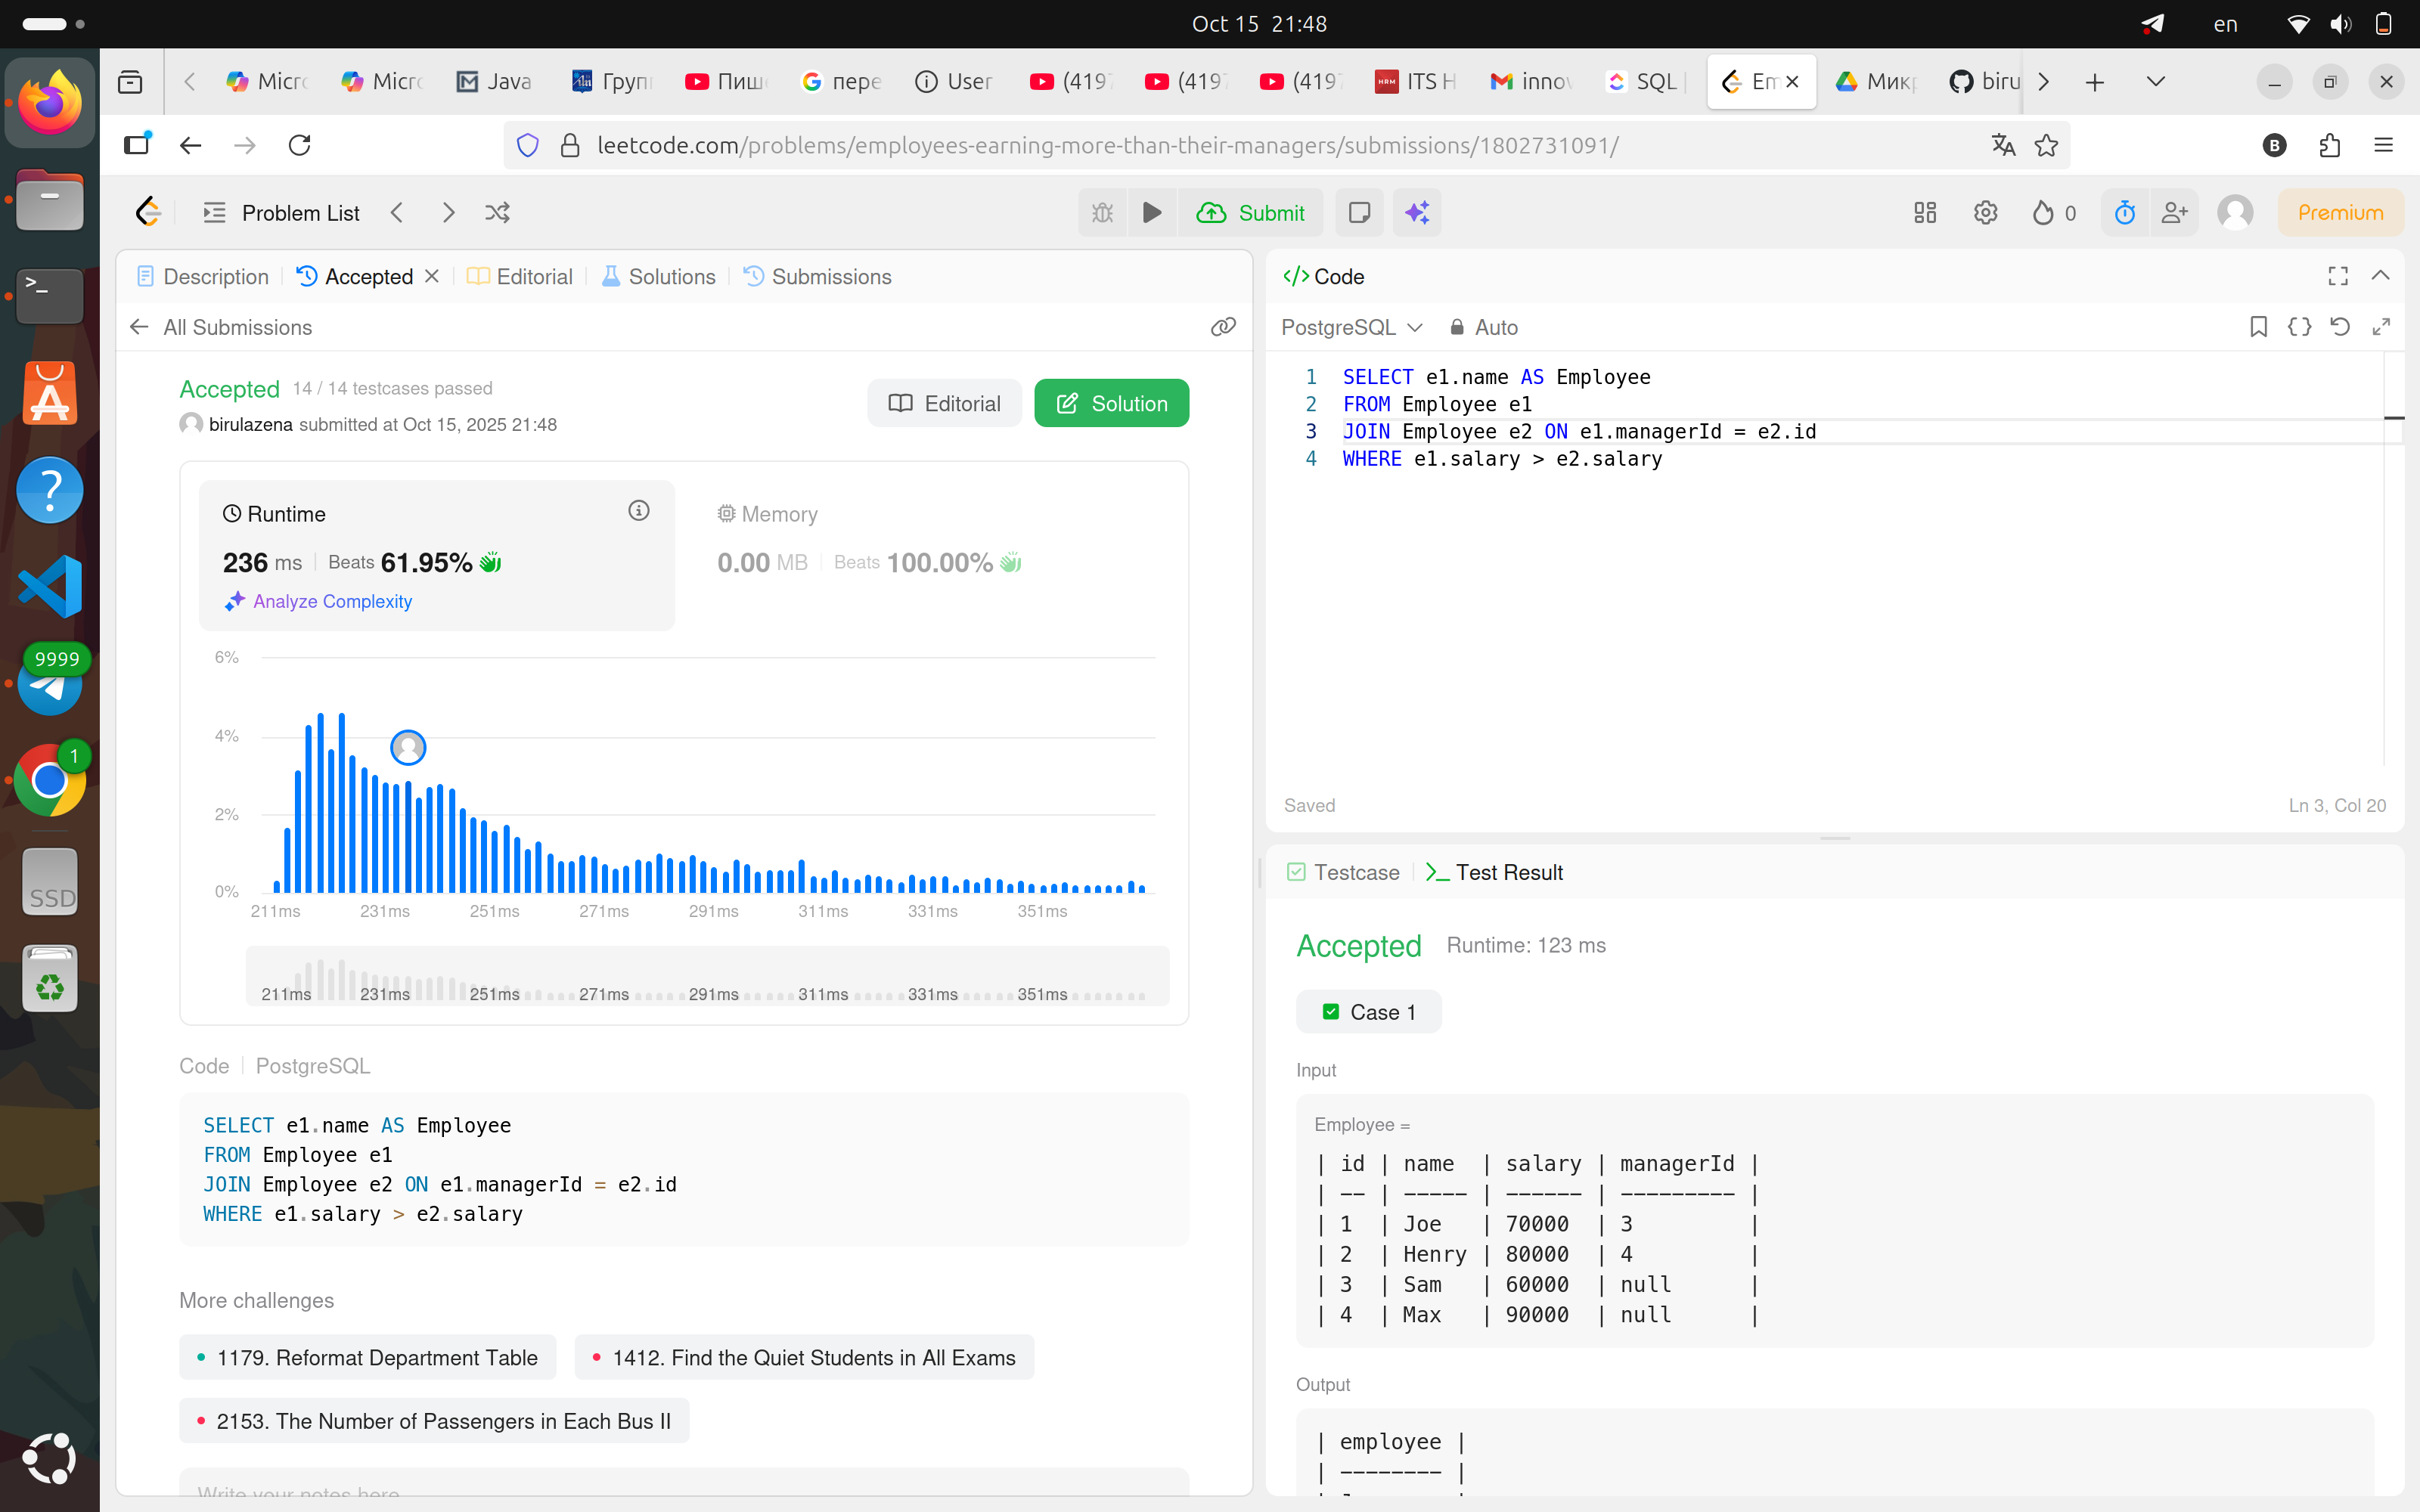 Oct 15 21:48
en
Micro
Micro
Java
Груп
Пиш
пере
User
(419
(419
(419
ITS H
innov
SQL
Em
Мик
biru
leetcode.com/problems/employees-earning-more-than-their-managers/submissions/1802731091/
Problem List
Submit
0
Premium
Description
Accepted
Editorial
Solutions
Submissions
All Submissions
Accepted 14 / 14 testcases passed
birulazena submitted at Oct 15, 2025 21:48
Editorial
Solution
Runtime
236 ms Beats 61.95%
Analyze Complexity
Memory
0.00 MB Beats 100.00%
6%
4%
2%
0%
211ms 231ms 251ms 271ms 291ms 311ms 331ms 351ms
211ms 231ms 251ms 271ms 291ms 311ms 331ms 351ms
Code PostgreSQL
SELECT e1.name AS Employee
FROM Employee e1
JOIN Employee e2 ON e1.managerId = e2.id
WHERE e1.salary > e2.salary
More challenges
1179. Reformat Department Table
1412. Find the Quiet Students in All Exams
2153. The Number of Passengers in Each Bus II
Write your notes here
Code
PostgreSQL
Auto
1 SELECT e1.name AS Employee
2 FROM Employee e1
3 JOIN Employee e2 ON e1.managerId = e2.id
4 WHERE e1.salary > e2.salary
Saved
Ln 3, Col 20
Testcase
Test Result
Accepted Runtime: 123 ms
Case 1
Input
Employee =
| id | name  | salary | managerId |
| -- | ----- | ------ | --------- |
| 1  | Joe   | 70000  | 3         |
| 2  | Henry | 80000  | 4         |
| 3  | Sam   | 60000  | null      |
| 4  | Max   | 90000  | null      |
Output
| employee |
| -------- |
9999
1
SSD
B
HRM